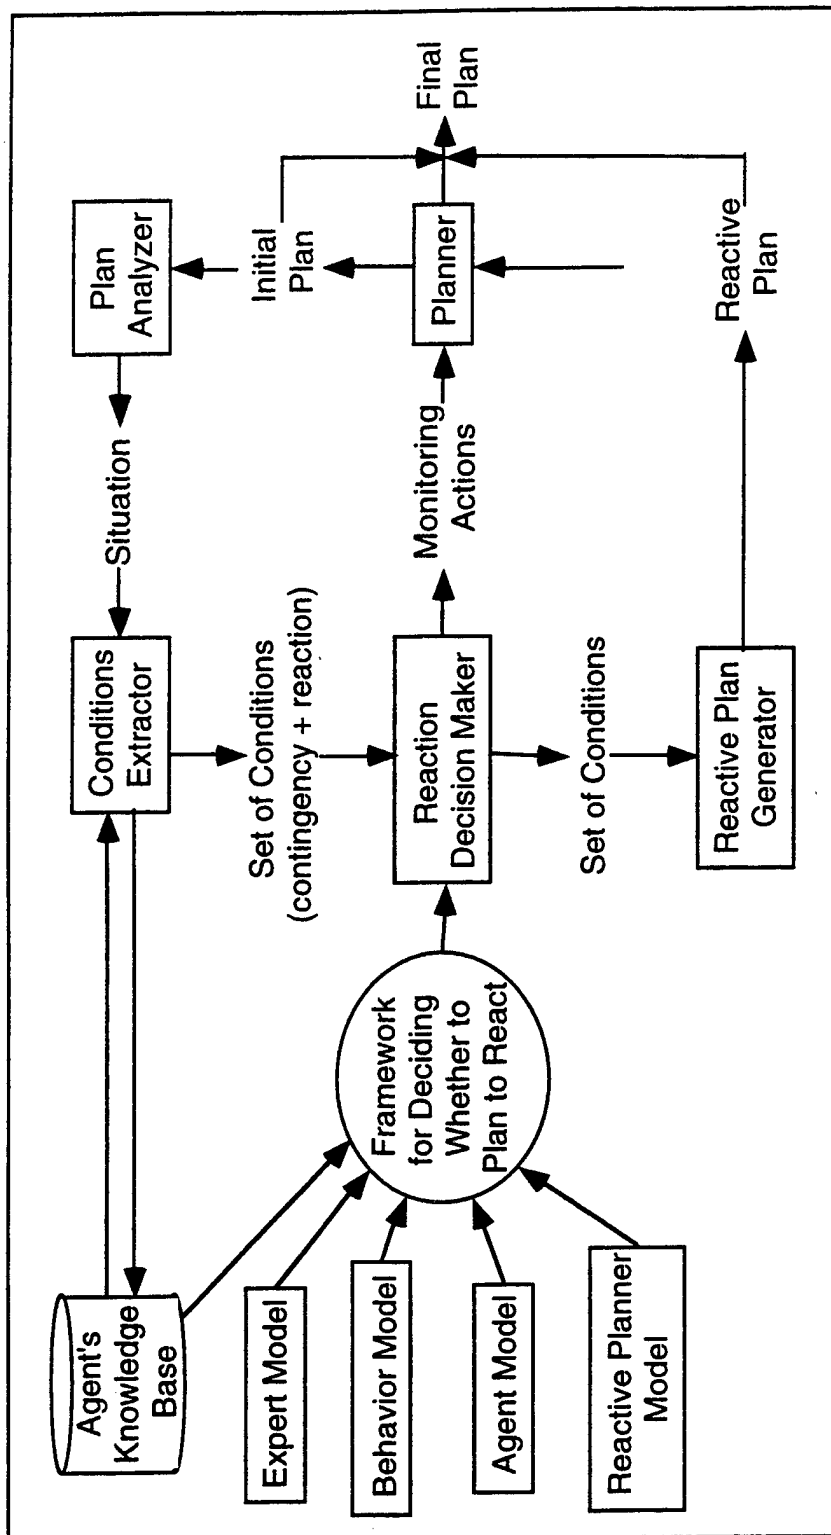 Agent's
Knowledge
Base
Conditions
Extractor
Situation
Plan
Analyzer
Expert Model
Set of Conditions
(contingency + reaction)
Initial
Plan
Behavior Model
Framework
for Deciding
Whether to
Plan to React
Reaction
Decision Maker
Monitoring
Actions
Planner
Final
Plan
Agent Model
Set of Conditions
Reactive Planner
Model
Reactive Plan
Generator
Reactive
Plan